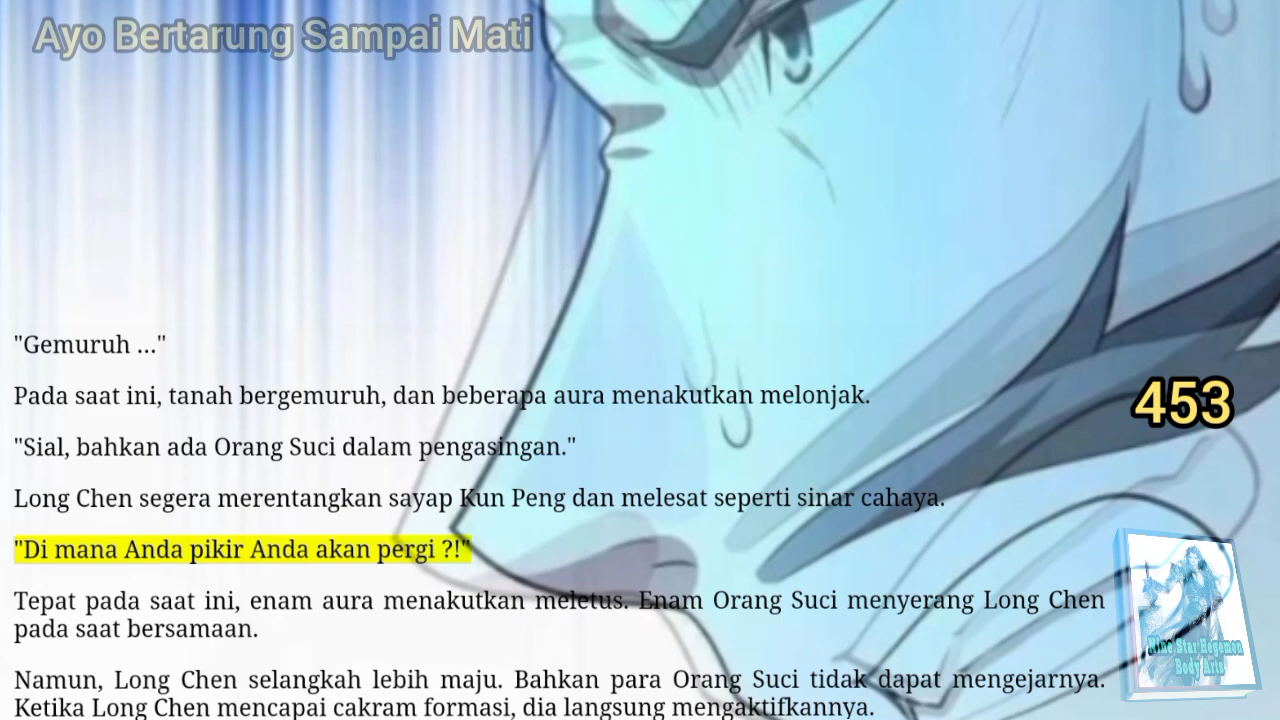 Ayo Bertarung Sampai Mati
"Gemuruh ..."
Pada saat ini, tanah bergemuruh, dan beberapa aura menakutkan melonjak.
453
"Sial, bahkan ada Orang Suci dalam pengasingan."
Long Chen segera merentangkan sayap Kun Peng dan melesat seperti sinar cahaya.
"Di mana Anda pikir Anda akan pergi ?!"
Tepat pada saat ini, enam aura menakutkan meletus. Enam Orang Suci menyerang Long Chen
pada saat bersamaan.
Namun, Long Chen selangkah lebih maju. Bahkan para Orang Suci tidak dapat mengejarnya.
Ketika Long Chen mencapai cakram formasi, dia langsung mengaktifkannya.
Nine Star Hegemon
Body Arts